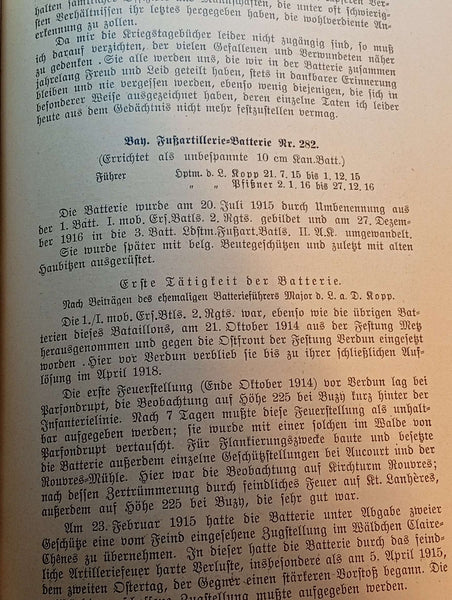 halten sämtlicher
Verhältnissen ihr letztes hergegeben haben, die wohlverdiente An-
erkennung zu zollen.
Da mir die Kriegstagebücher leider nicht zugängig sind, so muß
ich darauf verzichten, der vielen Gefallenen und Verwundeten näher
zu gedenken. Sie alle werden uns, die wir in der Batterie zusammen
jahrelang Freud und Leid geteilt haben, stets in dankbarer Erinnerung
bleiben und nie vergessen werden, ebenso wenig diejenigen, die sich in
besonderer Weise ausgezeichnet haben, deren einzelne Taten ich leider
heute aus dem Gedächtnis nicht mehr festzustellen vermag.
Bay. Fußartillerie-Batterie Nr. 282.
(Errichtet als unbespannte 10 cm Kan.Batt.)
Führer Hptm. d. L. Kopp 21. 7. 15 bis 1. 12. 15
„ „ Pfißner 2. 1. 16 bis 27. 12. 16
Die Batterie wurde am 20. Juli 1915 durch Umbenennung aus
der 1. Batt. I. mob. Ers.Batls. 2. Rgts. gebildet und am 27. Dezem-
ber 1916 in die 3. Batt. Ldstm.Fußart.Batls. II. A.K. umgewandelt.
Sie wurde später mit belg. Beutegeschützen und zuletzt mit alten
Haubitzen ausgerüstet.
Erste Tätigkeit der Batterie.
Nach Beiträgen des ehemaligen Batterieführers Major d. L. a. D. Kopp.
Die 1./I. mob. Ers.Btls. 2. Rgts. war, ebenso wie die übrigen Bat-
terien dieses Bataillons, am 21. Oktober 1914 aus der Festung Metz
herausgenommen und gegen die Ostfront der Festung Verdun eingesetzt
worden. Hier vor Verdun verblieb sie bis zu ihrer schließlichen Auf-
lösung im April 1918.
Die erste Feuerstellung (Ende Oktober 1914) vor Verdun lag bei
Parfondrupt, die Beobachtung auf Höhe 225 bei Buzy kurz hinter der
Infanterielinie. Nach 7 Tagen mußte diese Feuerstellung als unhalt-
bar aufgegeben werden; sie wurde mit einer solchen im Walde von
Parfondrupt vertauscht. Für Flankierungszwecke baute und besetzte
die Batterie außerdem einzelne Geschützstellungen bei Aucourt und der
Rouvres-Mühle. Hier war die Beobachtung auf Kirchturm Rouvres;
nach dessen Zertrümmerung durch feindliches Feuer auf Kt. Lanhères,
außerdem auf Höhe 225 bei Buzy, die sehr gut war.
Am 23. Februar 1915 hatte die Batterie unter Abgabe zweier
Geschütze eine vom Feind eingesehene Zugstellung im Wäldchen Claire-
Chênes zu übernehmen. In dieser hatte die Batterie durch das feind-
liche Artilleriefeuer harte Verluste, insbesondere als am 5. April 1915,
dem zweiten Ostertag, der Gegner einen stärkeren Vorstoß begann. Die
Zugstellung mußte aufgegeben werden.